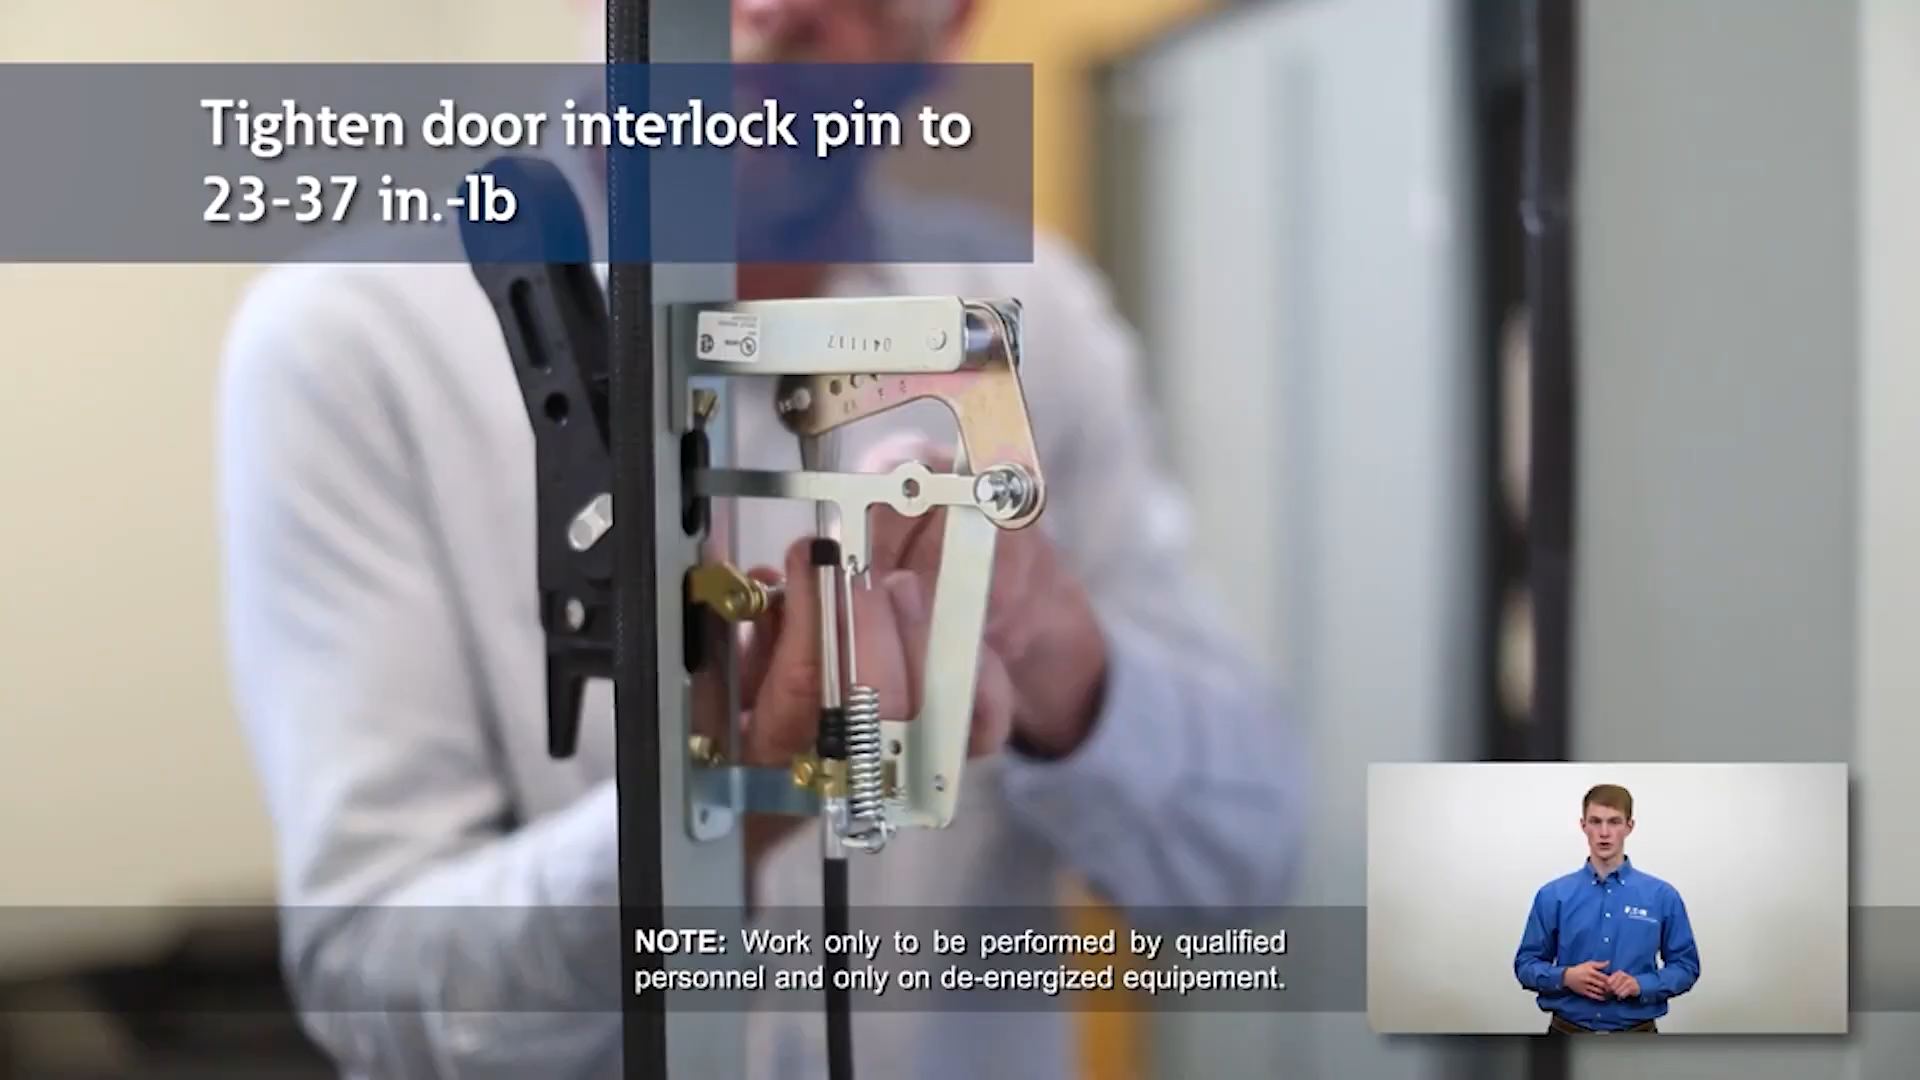 Tighten door interlock pin to
23-37 in.-lb
041117
NOTE: Work only to be performed by qualified
personnel and only on de-energized equipement.